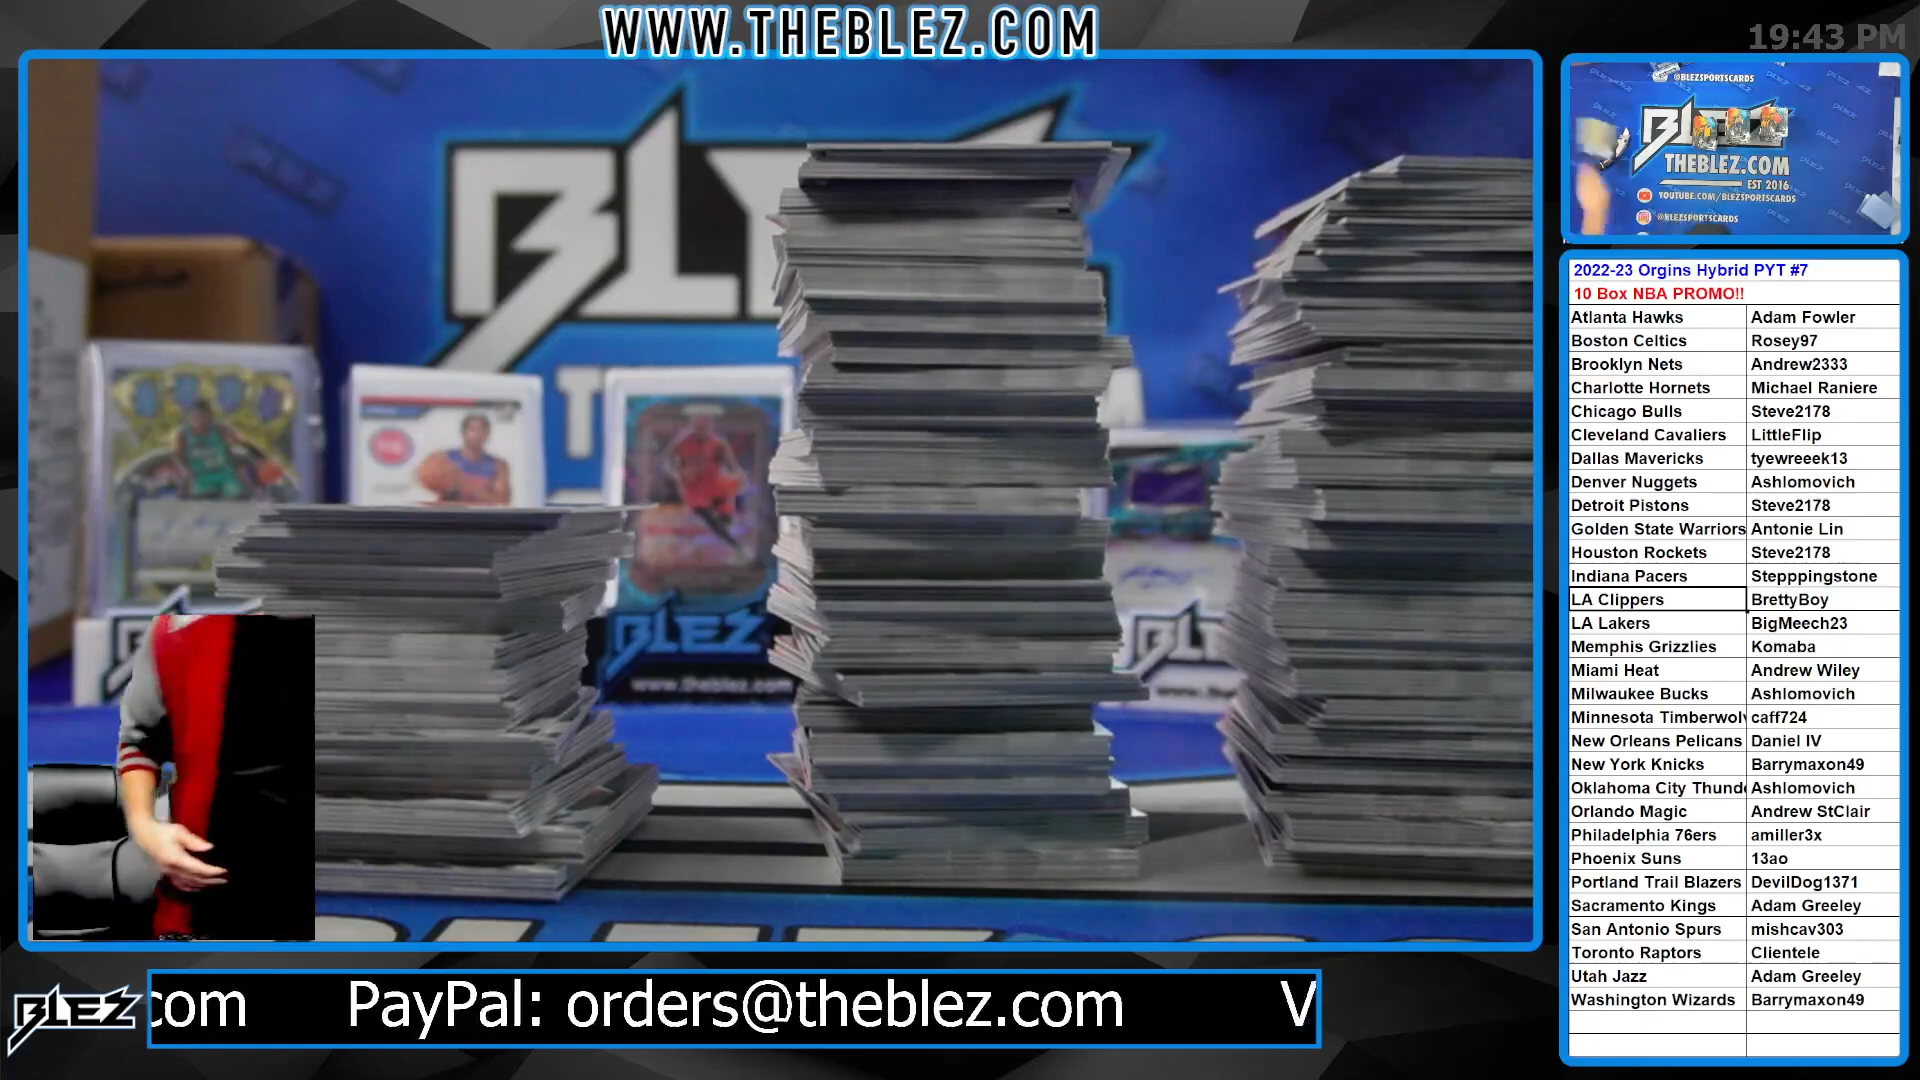 WWW.THEBLEZ.COM
19:43 PM
@BLEZSPORTSCARDS
BLEZ
THEBLEZ.COM
EST 2016
YOUTUBE.COM/BLEZSPORTSCARDS
@BLEZSPORTSCARDS
2022-23 Orgins Hybrid PYT #7
10 Box NBA PROMO!!
Atlanta Hawks Adam Fowler
Boston Celtics Rosey97
Brooklyn Nets Andrew2333
Charlotte Hornets Michael Raniere
Chicago Bulls Steve2178
Cleveland Cavaliers LittleFlip
Dallas Mavericks tyewreeek13
Denver Nuggets Ashlomovich
Detroit Pistons Steve2178
Golden State Warriors Antonie Lin
Houston Rockets Steve2178
Indiana Pacers Stepppingstone
LA Clippers BrettyBoy
LA Lakers BigMeech23
Memphis Grizzlies Komaba
Miami Heat Andrew Wiley
Milwaukee Bucks Ashlomovich
Minnesota Timberwolv caff724
New Orleans Pelicans Daniel IV
New York Knicks Barrymaxon49
Oklahoma City Thund Ashlomovich
Orlando Magic Andrew StClair
Philadelphia 76ers amiller3x
Phoenix Suns 13ao
Portland Trail Blazers DevilDog1371
Sacramento Kings Adam Greeley
San Antonio Spurs mishcav303
Toronto Raptors Clientele
Utah Jazz Adam Greeley
Washington Wizards Barrymaxon49
BLEZ
www.theblez.com
BLEZ
com PayPal: orders@theblez.com V